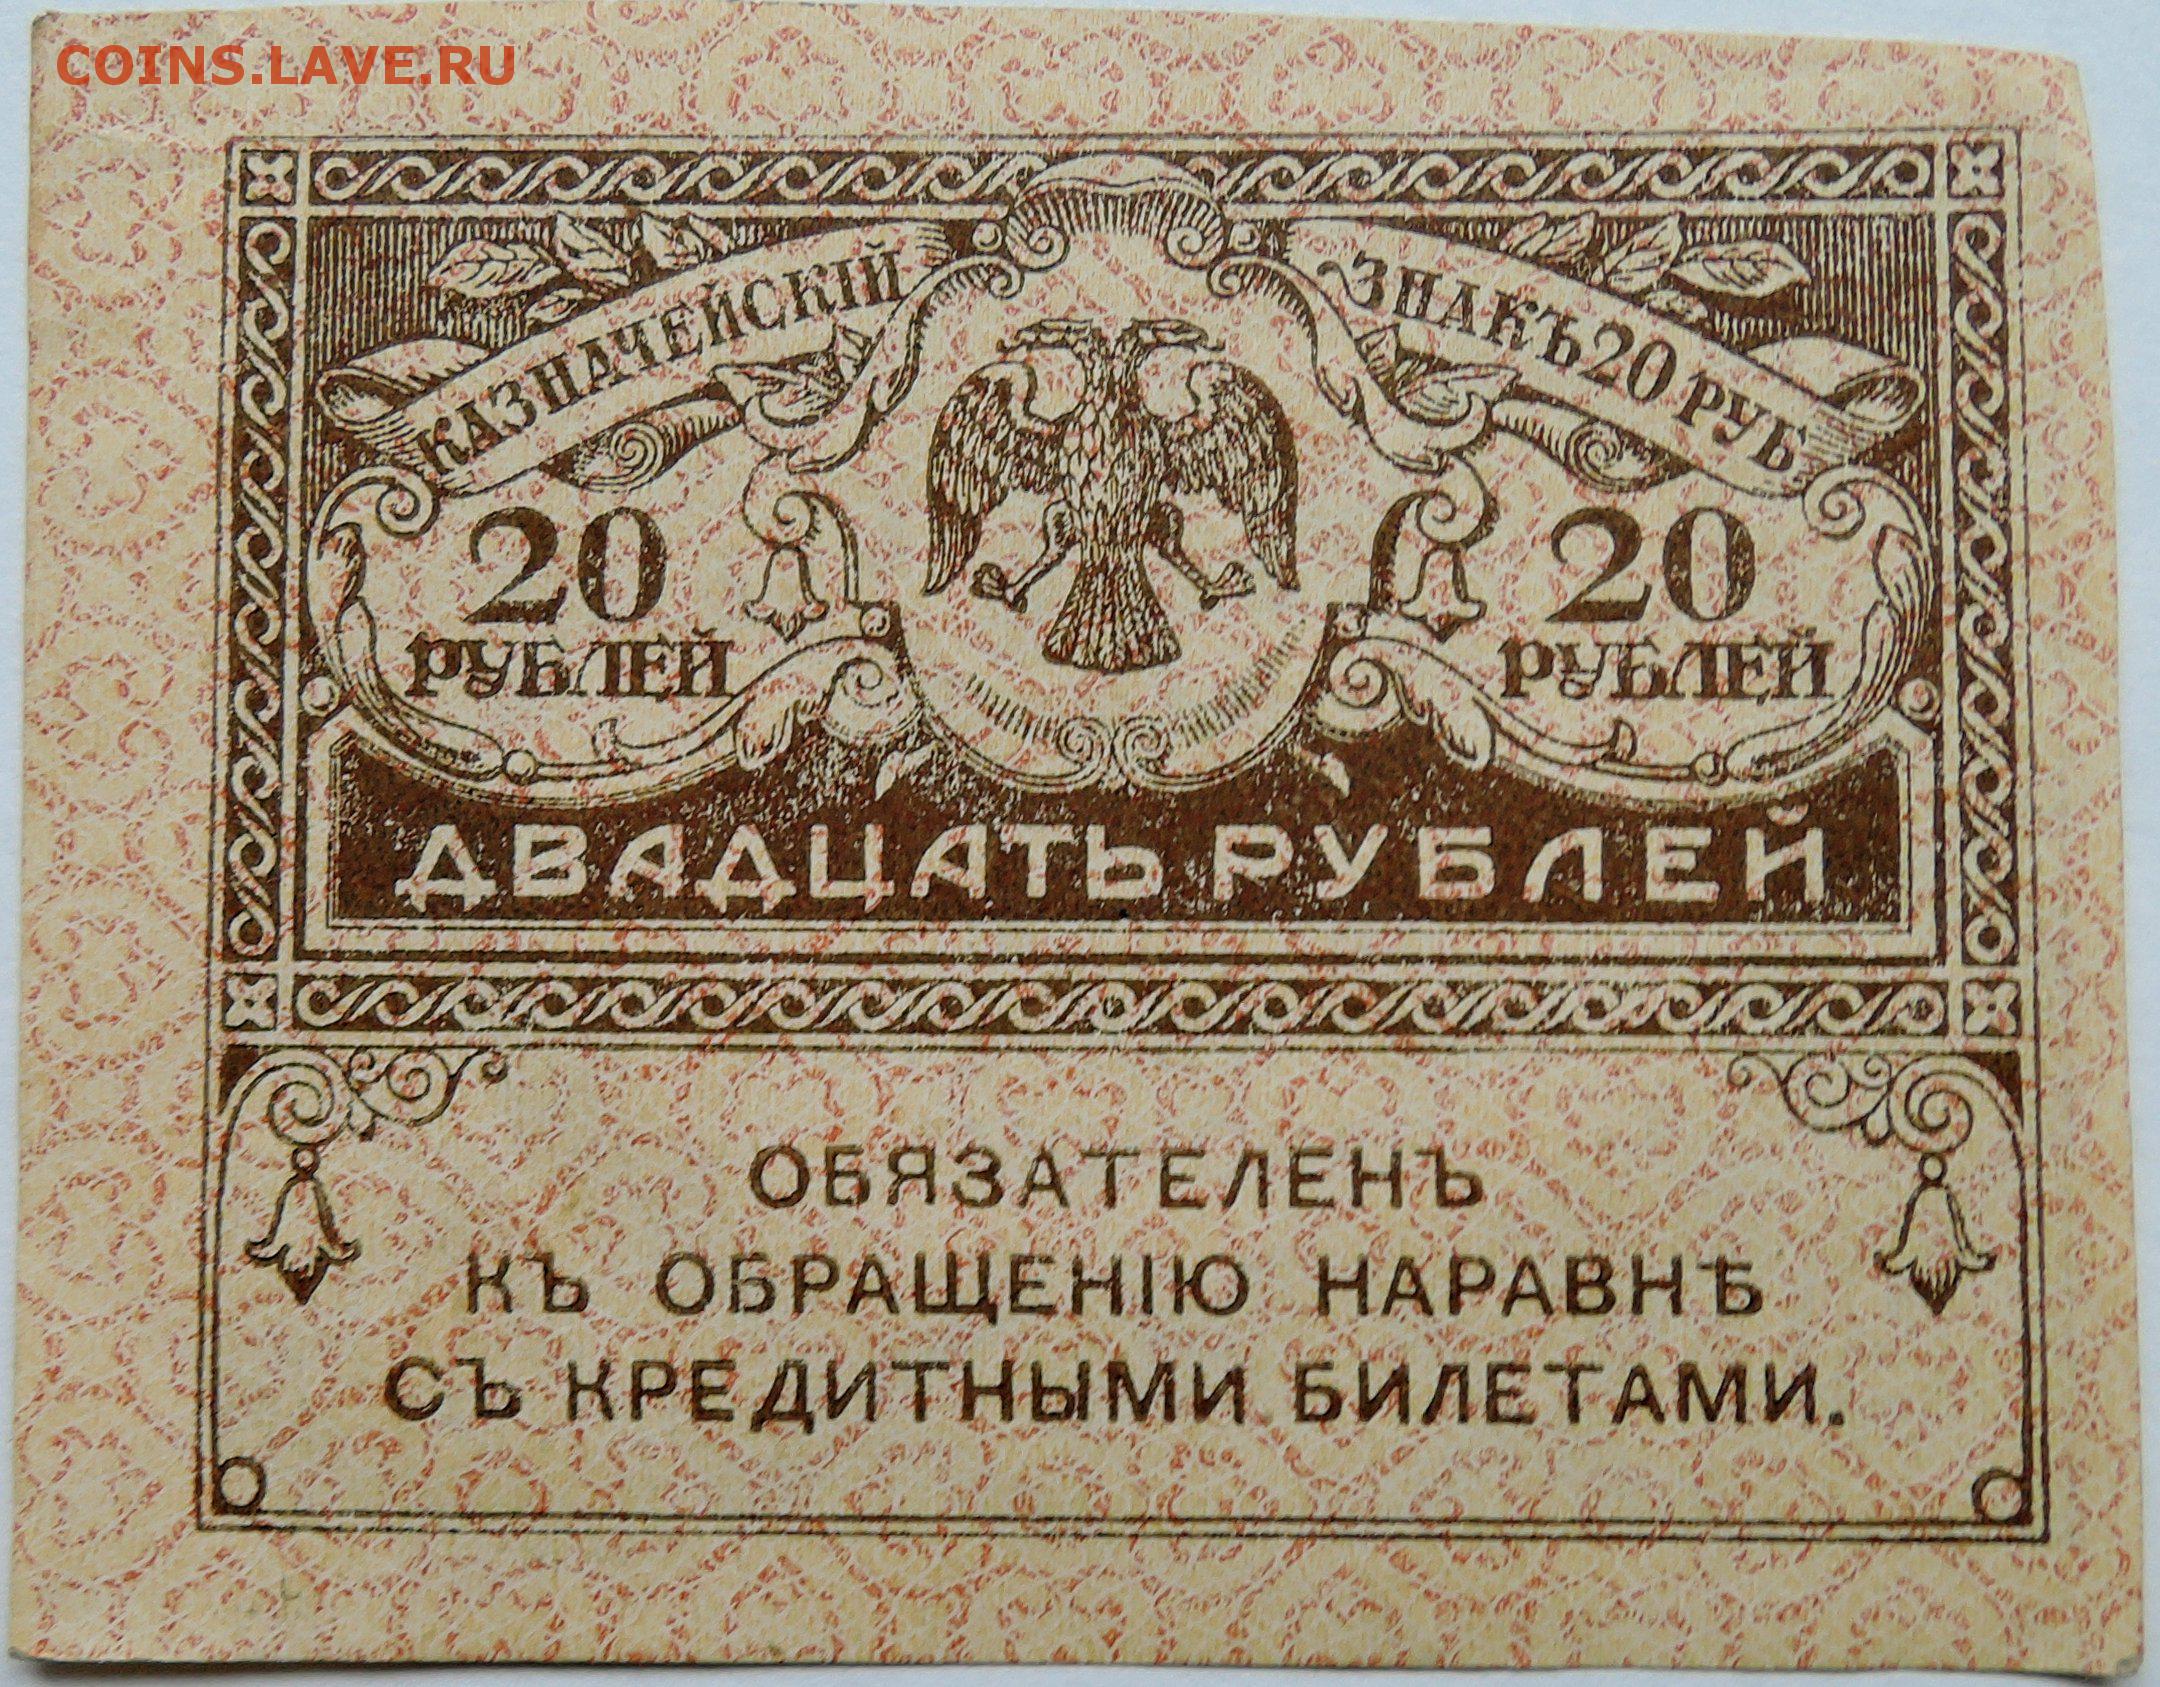 COINS.LAVE.RU
КАЗНАЧЕЙСКІЙ ЗНАКЪ 20 РУБ
20 РУБЛЕЙ
20 РУБЛЕЙ
ДВАДЦАТЬ РУБЛЕЙ
ОБЯЗАТЕЛЕНЪ
КЪ ОБРАЩЕНІЮ НАРАВНѢ
СЪ КРЕДИТНЫМИ БИЛЕТАМИ.